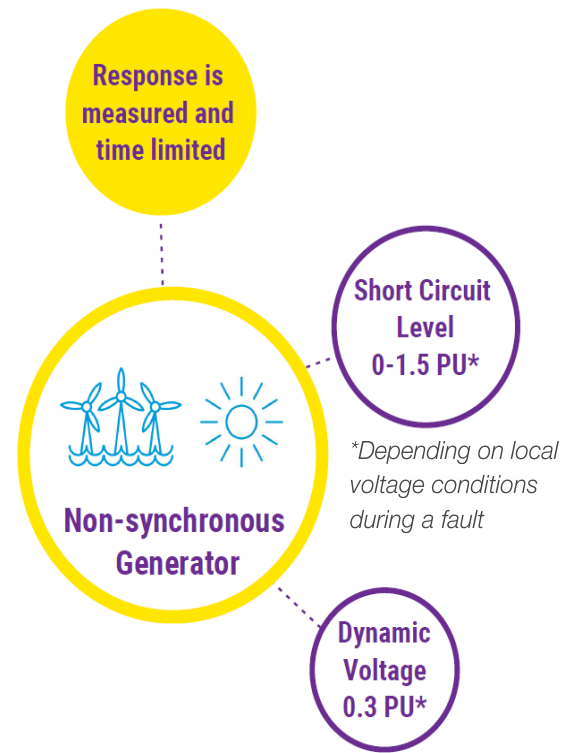 Response is
measured and
time limited
Short Circuit
Level
0-1.5 PU*
*Depending on local
voltage conditions
during a fault
Non-synchronous
Generator
Dynamic
Voltage
0.3 PU*